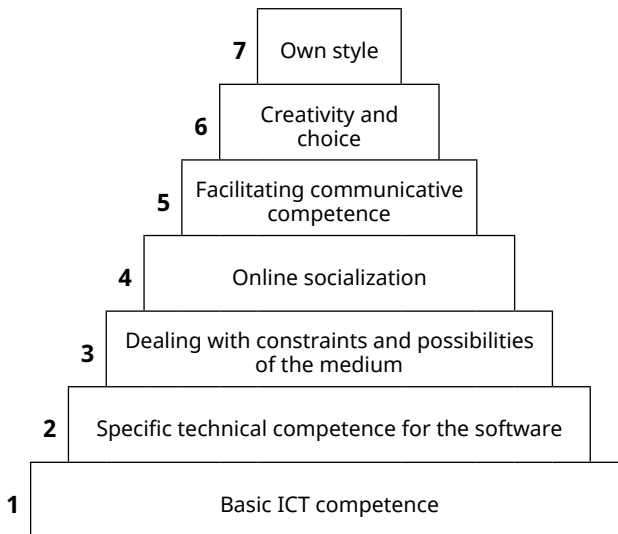 7 Own style
6 Creativity and
choice
5 Facilitating communicative
competence
4 Online socialization
3 Dealing with constraints and possibilities
of the medium
2 Specific technical competence for the software
1 Basic ICT competence